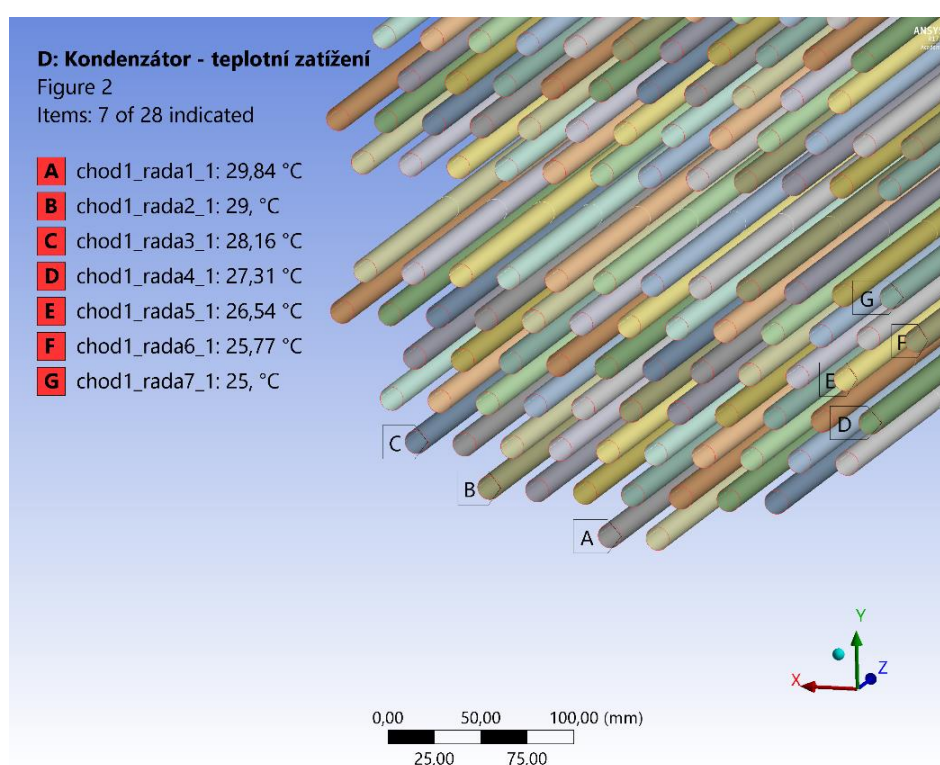 D: Kondenzátor - teplotní zatížení
Figure 2
Items: 7 of 28 indicated
A chod1_rada1_1: 29,84 °C
B chod1_rada2_1: 29, °C
C chod1_rada3_1: 28,16 °C
D chod1_rada4_1: 27,31 °C
E chod1_rada5_1: 26,54 °C
F chod1_rada6_1: 25,77 °C
G chod1_rada7_1: 25, °C
G
F
E
D
C
B
A
Y
X
Z
0,00 50,00 100,00 (mm)
25,00 75,00